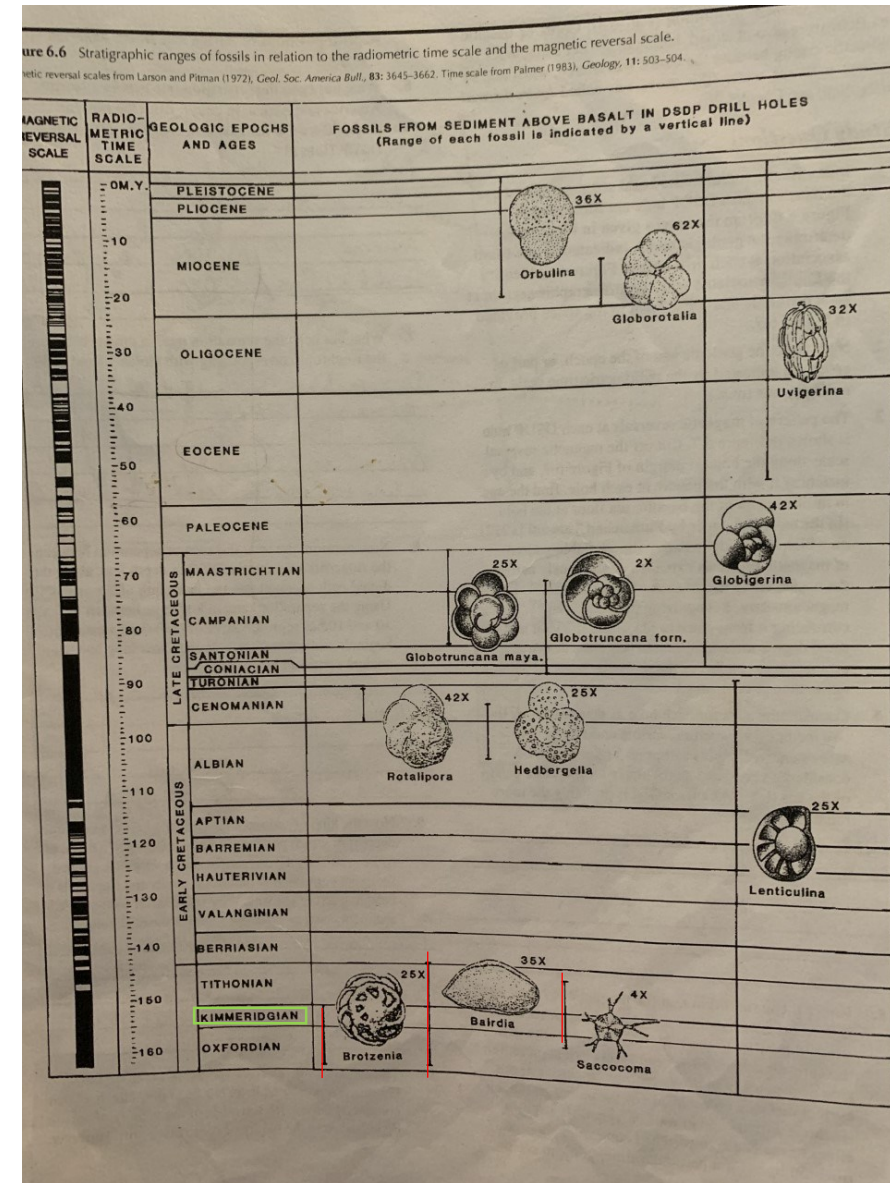 ure 6.6 Stratigraphic ranges of fossils in relation to the radiometric time scale and the magnetic reversal scale.
netic reversal scales from Larson and Pitman (1972), Geol. Soc. America Bull., 83: 3645–3662. Time scale from Palmer (1983), Geology, 11: 503–504.
MAGNETIC REVERSAL SCALE
RADIO-METRIC TIME SCALE
GEOLOGIC EPOCHS AND AGES
FOSSILS FROM SEDIMENT ABOVE BASALT IN DSDP DRILL HOLES
(Range of each fossil is indicated by a vertical line)
0M.Y.
PLEISTOCENE
36X
PLIOCENE
62X
10
MIOCENE
Orbulina
20
Globorotalia
32X
30
OLIGOCENE
Uvigerina
40
EOCENE
50
42X
60
PALEOCENE
LATE CRETACEOUS
70
MAASTRICHTIAN
25X
2X
Globigerina
CAMPANIAN
80
Globotruncana forn.
SANTONIAN
Globotruncana maya.
CONIACIAN
90
TURONIAN
CENOMANIAN
42X
25X
100
ALBIAN
Rotalipora
Hedbergella
EARLY CRETACEOUS
110
APTIAN
25X
120
BARREMIAN
HAUTERIVIAN
Lenticulina
130
VALANGINIAN
140
BERRIASIAN
35X
TITHONIAN
25X
150
4X
KIMMERIDGIAN
Bairdia
160
OXFORDIAN
Brotzenia
Saccocoma